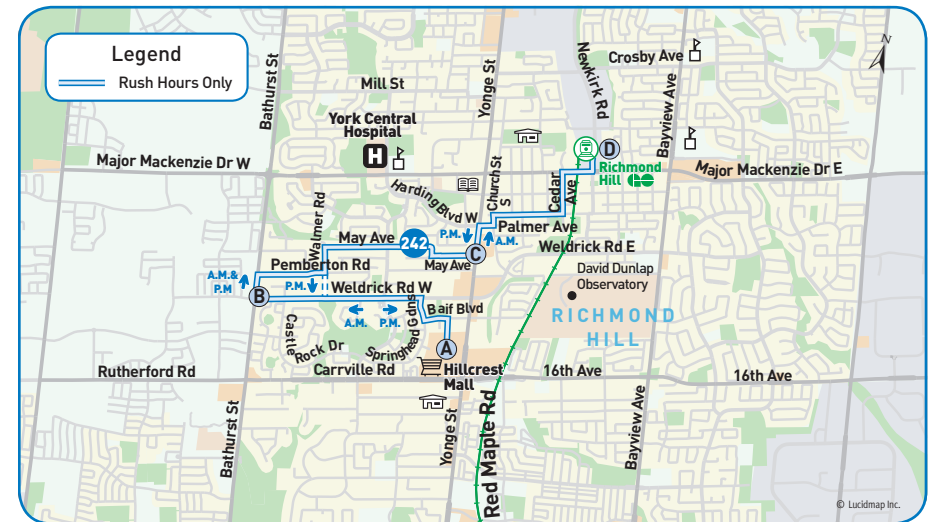 Legend
Rush Hours Only
N
Bathurst St
Mill St
Yonge St
Newkirk Rd
Crosby Ave
Bayview Ave
York Central
Hospital
H
Major Mackenzie Dr W
D
Richmond
Hill
GO
Major Mackenzie Dr E
Harding Blvd W
Church St
S
Cedar
Ave
Walmer Rd
May Ave
242
P.M.
A.M.
Palmer Ave
C
Weldrick Rd E
May Ave
Pemberton Rd
A.M.&
P.M
B
P.M.
Weldrick Rd W
David Dunlap
Observatory
A.M.
P.M.
Baif Blvd
RICHMOND
HILL
Castle
Rock Dr
Springhead Gdns
A
Rutherford Rd
Carrville Rd
Hillcrest
Mall
16th Ave
16th Ave
Bathurst St
Yonge St
Red Maple Rd
Bayview Ave
© Lucidmap Inc.